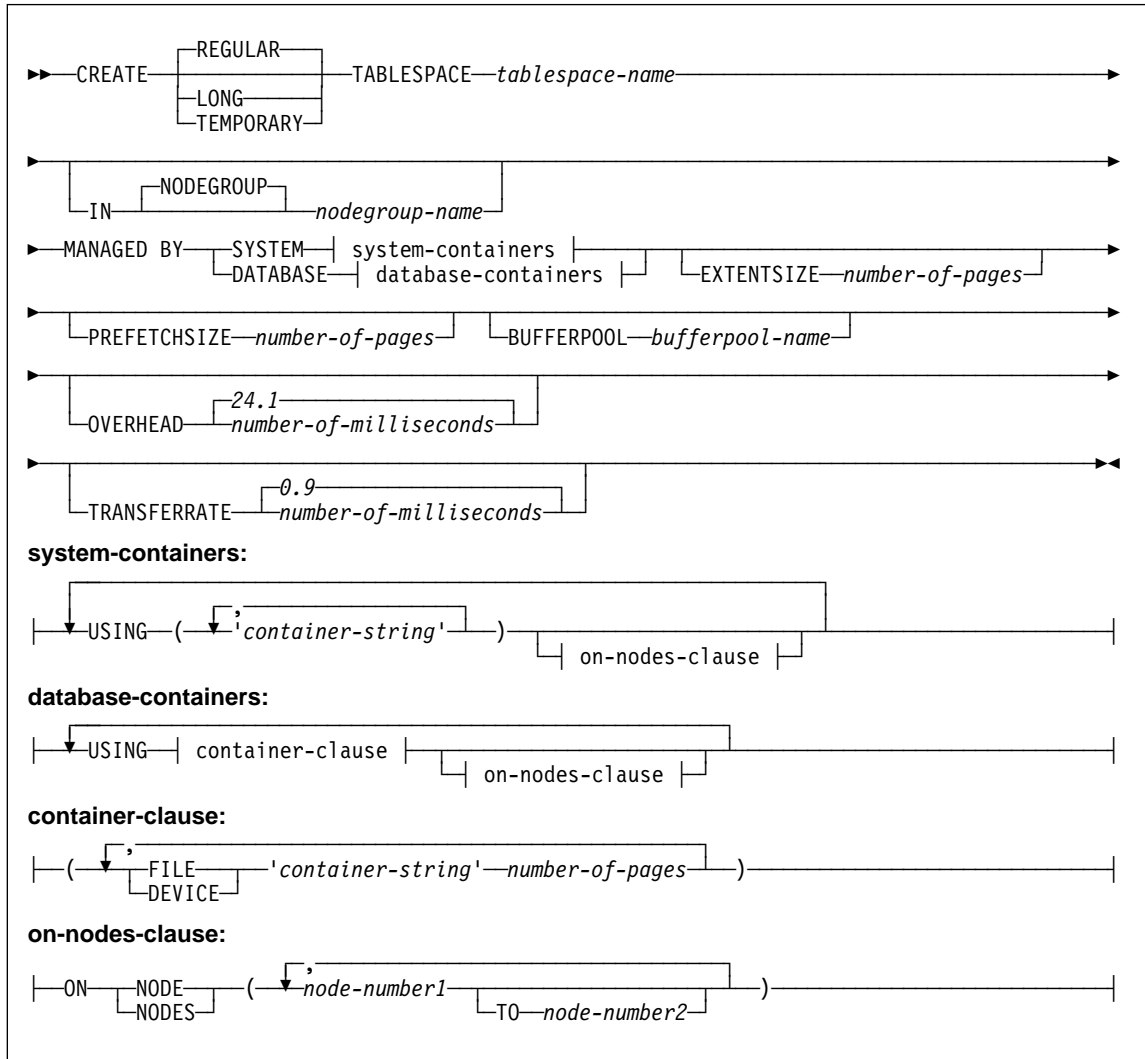 REGULAR
CREATE TABLESPACE tablespace-name
LONG
TEMPORARY
NODEGROUP
IN nodegroup-name
MANAGED BY SYSTEM system-containers
DATABASE database-containers EXTENTSIZE number-of-pages
PREFETCHSIZE number-of-pages BUFFERPOOL bufferpool-name
24.1
OVERHEAD number-of-milliseconds
0.9
TRANSFERRATE number-of-milliseconds
system-containers:
,
USING ( 'container-string' )
on-nodes-clause
database-containers:
USING container-clause
on-nodes-clause
container-clause:
,
( FILE 'container-string' number-of-pages )
DEVICE
on-nodes-clause:
,
ON NODE ( node-number1 )
NODES TO node-number2